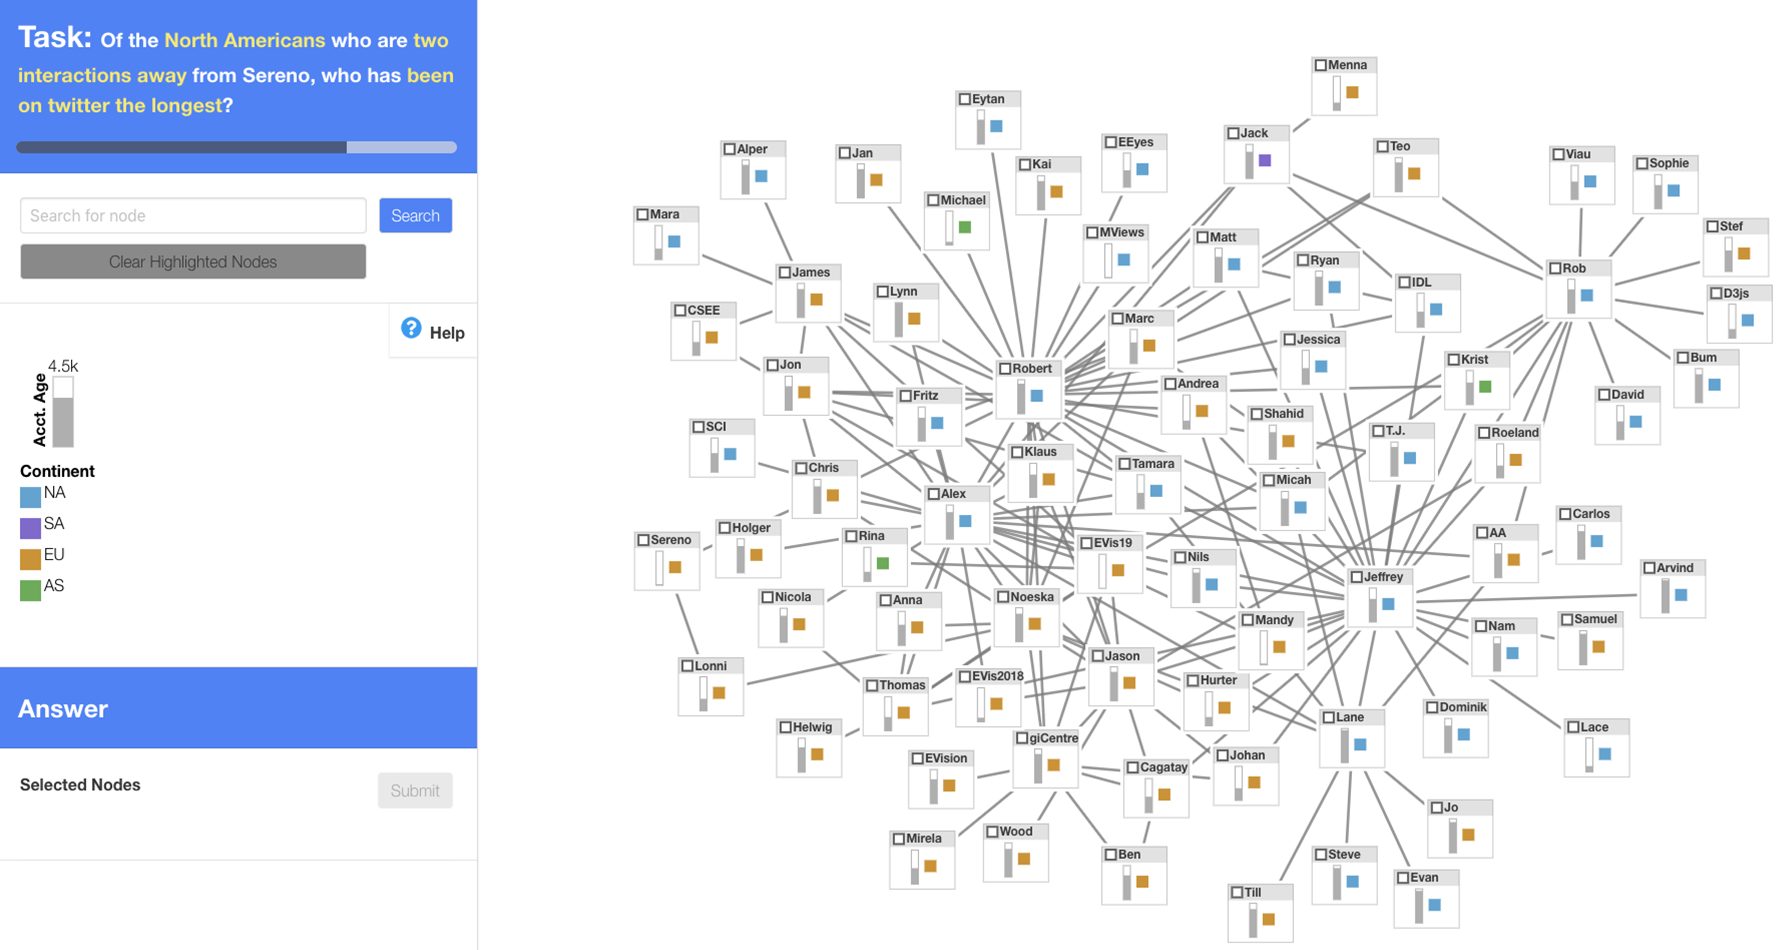 Task: Of the North Americans who are two
interactions away from Sereno, who has been
on twitter the longest?
Search for node
Search
Clear Highlighted Nodes
? Help
4.5k
Acct. Age
Continent
NA
SA
EU
AS
Answer
Selected Nodes
Submit
Menna
Eytan
Jack
EEyes
Alper
Jan
Kai
Teo
Viau
Sophie
Michael
Mara
MViews
Matt
Stef
James
Ryan
Rob
Lynn
IDL
D3js
CSEE
Marc
Jessica
Jon
Robert
Andrea
Krist
Bum
Fritz
Shahid
David
SCI
T.J.
Roeland
Chris
Klaus
Tamara
Micah
Alex
Sereno
Holger
Rina
EVis19
Nils
AA
Carlos
Jeffrey
Arvind
Nicola
Anna
Noeska
Mandy
Nam
Samuel
Lonni
Thomas
EVis2018
Jason
Hurter
Helwig
giCentre
Lane
Dominik
Lace
EVision
Cagatay
Johan
Mirela
Wood
Ben
Jo
Steve
Till
Evan